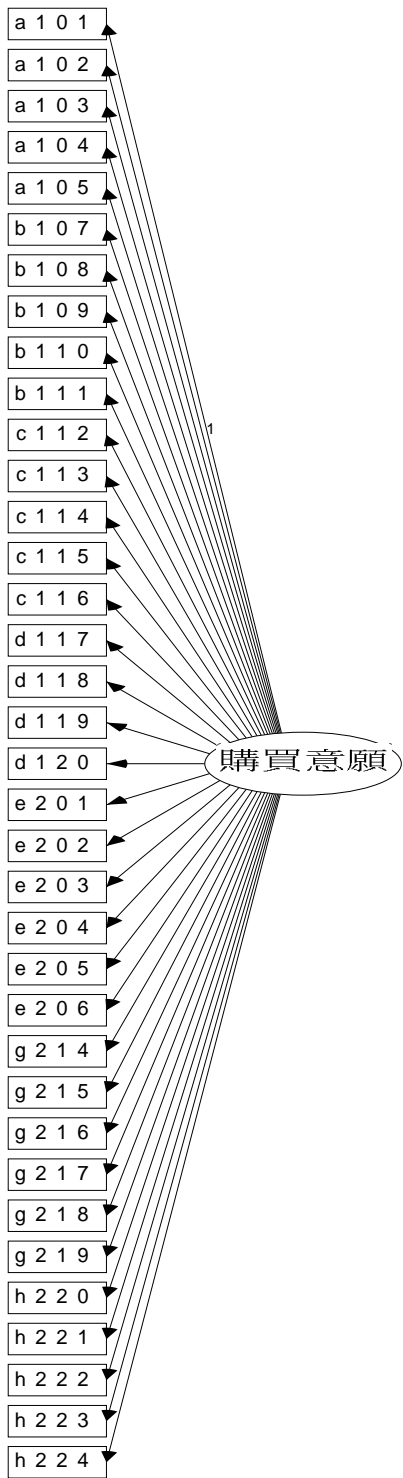 a101
a102
a103
a104
a105
b107
b108
b109
b110
b111
1
c112
c113
c114
c115
c116
d117
d118
d119
d120
購買意願
e201
e202
e203
e204
e205
e206
g214
g215
g216
g217
g218
g219
h220
h221
h222
h223
h224